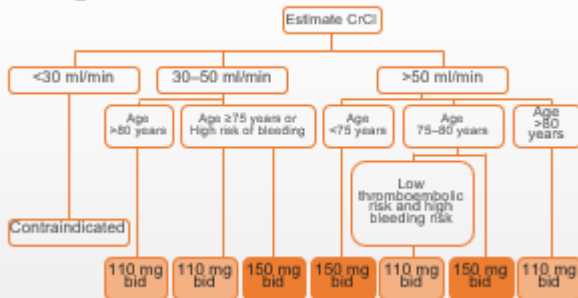 Estimate CrCl
<30 ml/min
30–50 ml/min
>50 ml/min
Age
>80 years
Age ≥75 years or
High risk of bleeding
Age
<75 years
Age
75–80 years
Age
>80
years
Low
thromboembolic
risk and high
bleeding risk
Contraindicated
110 mg
bid
110 mg
bid
150 mg
bid
150 mg
bid
110 mg
bid
150 mg
bid
110 mg
bid